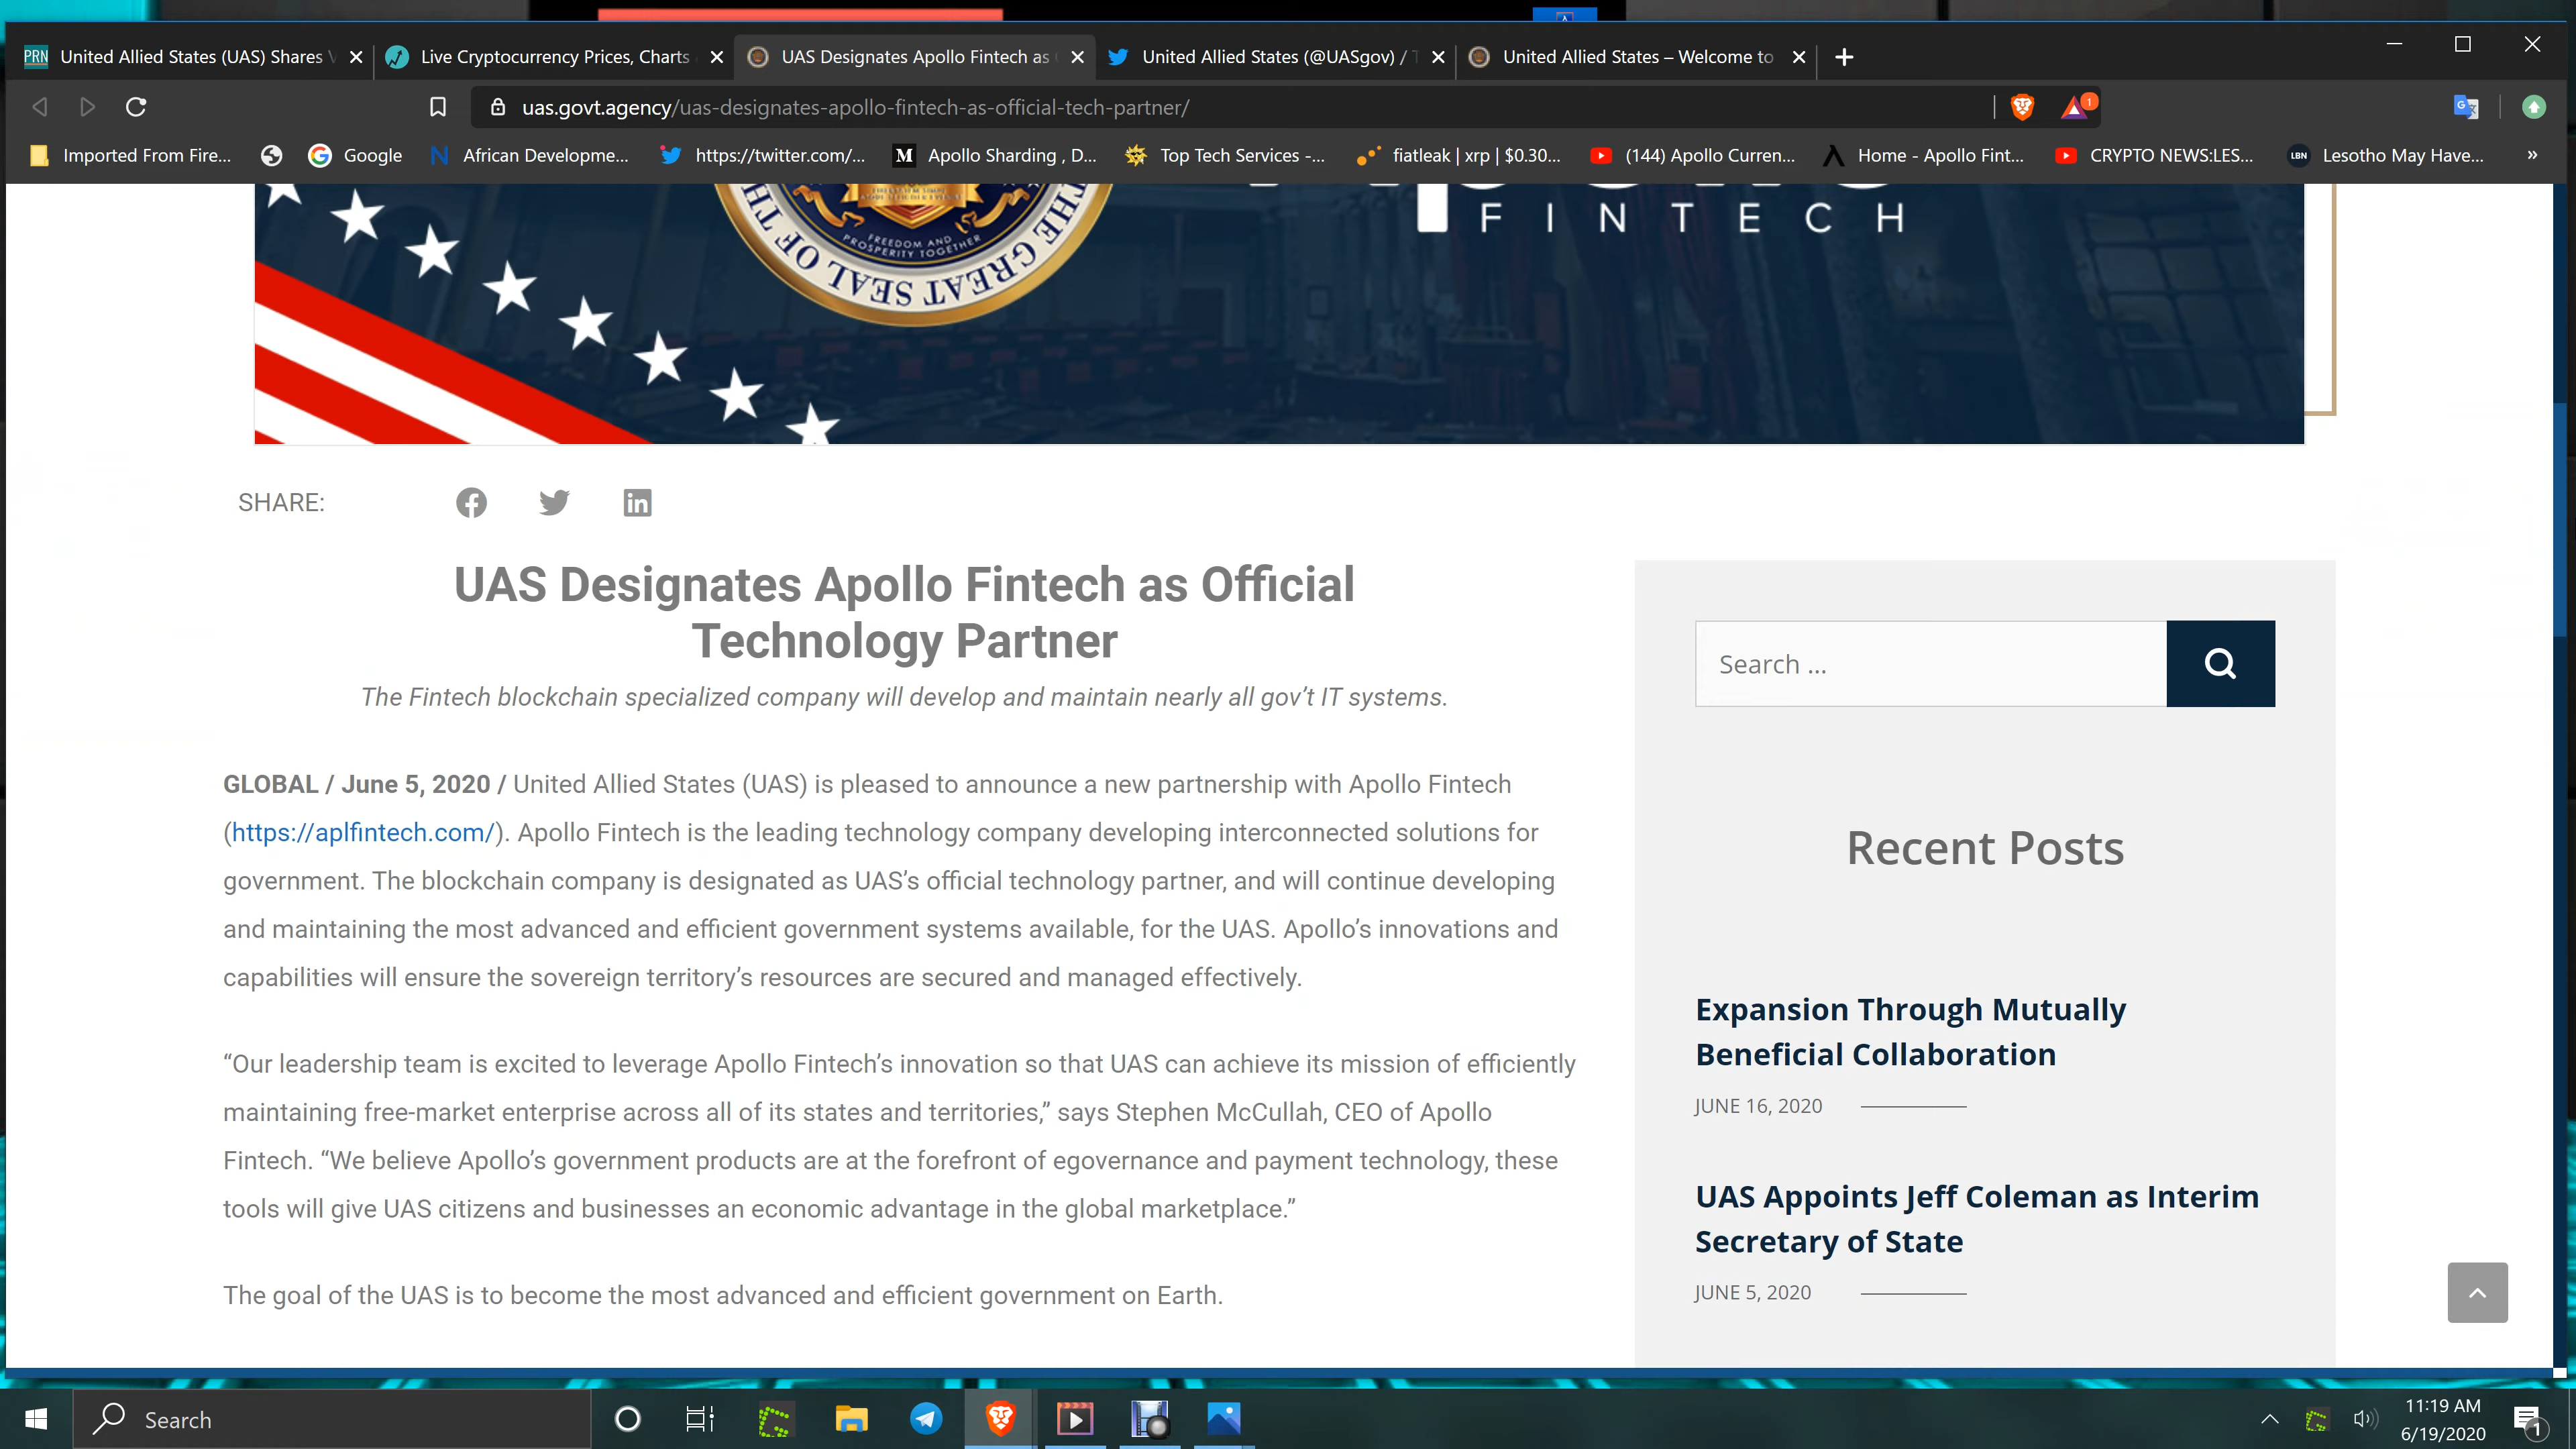 PRN United Allied States (UAS) Shares
Live Cryptocurrency Prices, Charts
UAS Designates Apollo Fintech as
United Allied States (@UASgov) / T
United Allied States – Welcome to
uas.govt.agency/uas-designates-apollo-fintech-as-official-tech-partner/
1
Imported From Fire...
Google
African Developme...
https://twitter.com/...
M Apollo Sharding , D...
Top Tech Services -...
fiatleak | xrp | $0.30...
(144) Apollo Curren...
Home - Apollo Fint...
CRYPTO NEWS:LES...
LBN Lesotho May Have...
»
FREEDOM AND
PROSPERITY TOGETHER
THE GREAT SEAL OF TH
FINTECH
SHARE:
UAS Designates Apollo Fintech as Official
Technology Partner
The Fintech blockchain specialized company will develop and maintain nearly all gov’t IT systems.
GLOBAL / June 5, 2020 / United Allied States (UAS) is pleased to announce a new partnership with Apollo Fintech
(https://aplfintech.com/). Apollo Fintech is the leading technology company developing interconnected solutions for
government. The blockchain company is designated as UAS’s official technology partner, and will continue developing
and maintaining the most advanced and efficient government systems available, for the UAS. Apollo’s innovations and
capabilities will ensure the sovereign territory’s resources are secured and managed effectively.
“Our leadership team is excited to leverage Apollo Fintech’s innovation so that UAS can achieve its mission of efficiently
maintaining free-market enterprise across all of its states and territories,” says Stephen McCullah, CEO of Apollo
Fintech. “We believe Apollo’s government products are at the forefront of egovernance and payment technology, these
tools will give UAS citizens and businesses an economic advantage in the global marketplace.”
The goal of the UAS is to become the most advanced and efficient government on Earth.
Search ...
Recent Posts
Expansion Through Mutually
Beneficial Collaboration
JUNE 16, 2020
UAS Appoints Jeff Coleman as Interim
Secretary of State
JUNE 5, 2020
Search
11:19 AM
6/19/2020
1